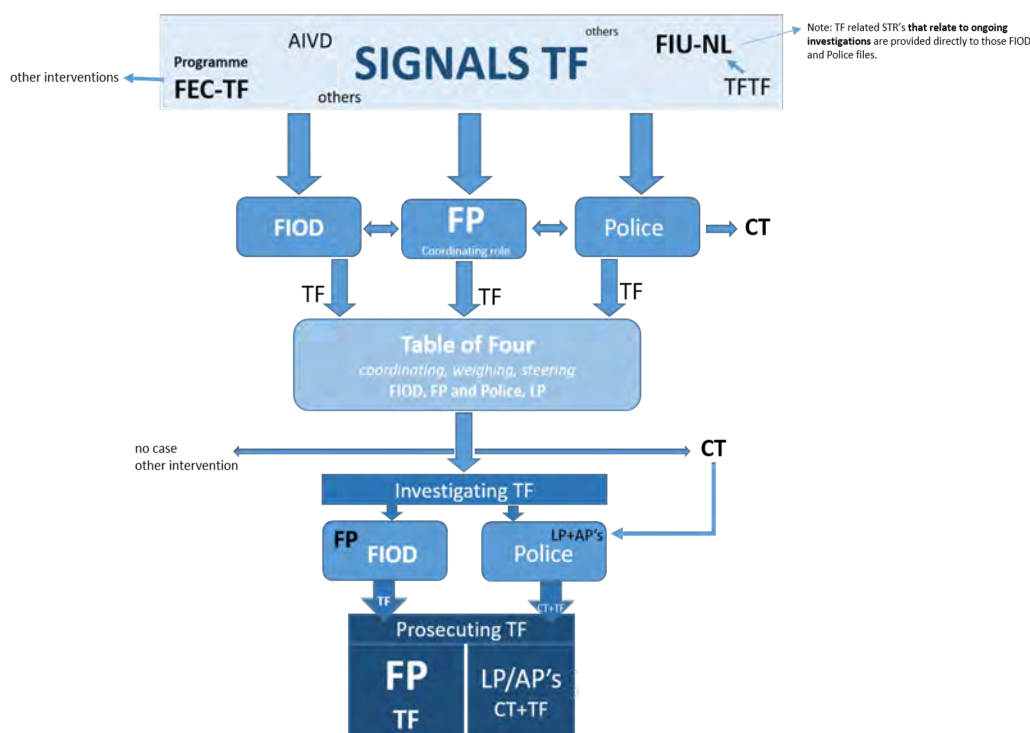 AIVD
SIGNALS TF
others
FIU-NL
TFTF
Programme
FEC-TF
others
other interventions
Note: TF related STR's that relate to ongoing
investigations are provided directly to those FIOD
and Police files.
FIOD
FP
Coordinating role
Police
CT
TF
TF
TF
Table of Four
coordinating, weighing, steering
FIOD, FP and Police, LP
no case
other intervention
CT
Investigating TF
FP
FIOD
LP+AP's
Police
TF
CT+TF
Prosecuting TF
FP
TF
LP/AP's
CT+TF